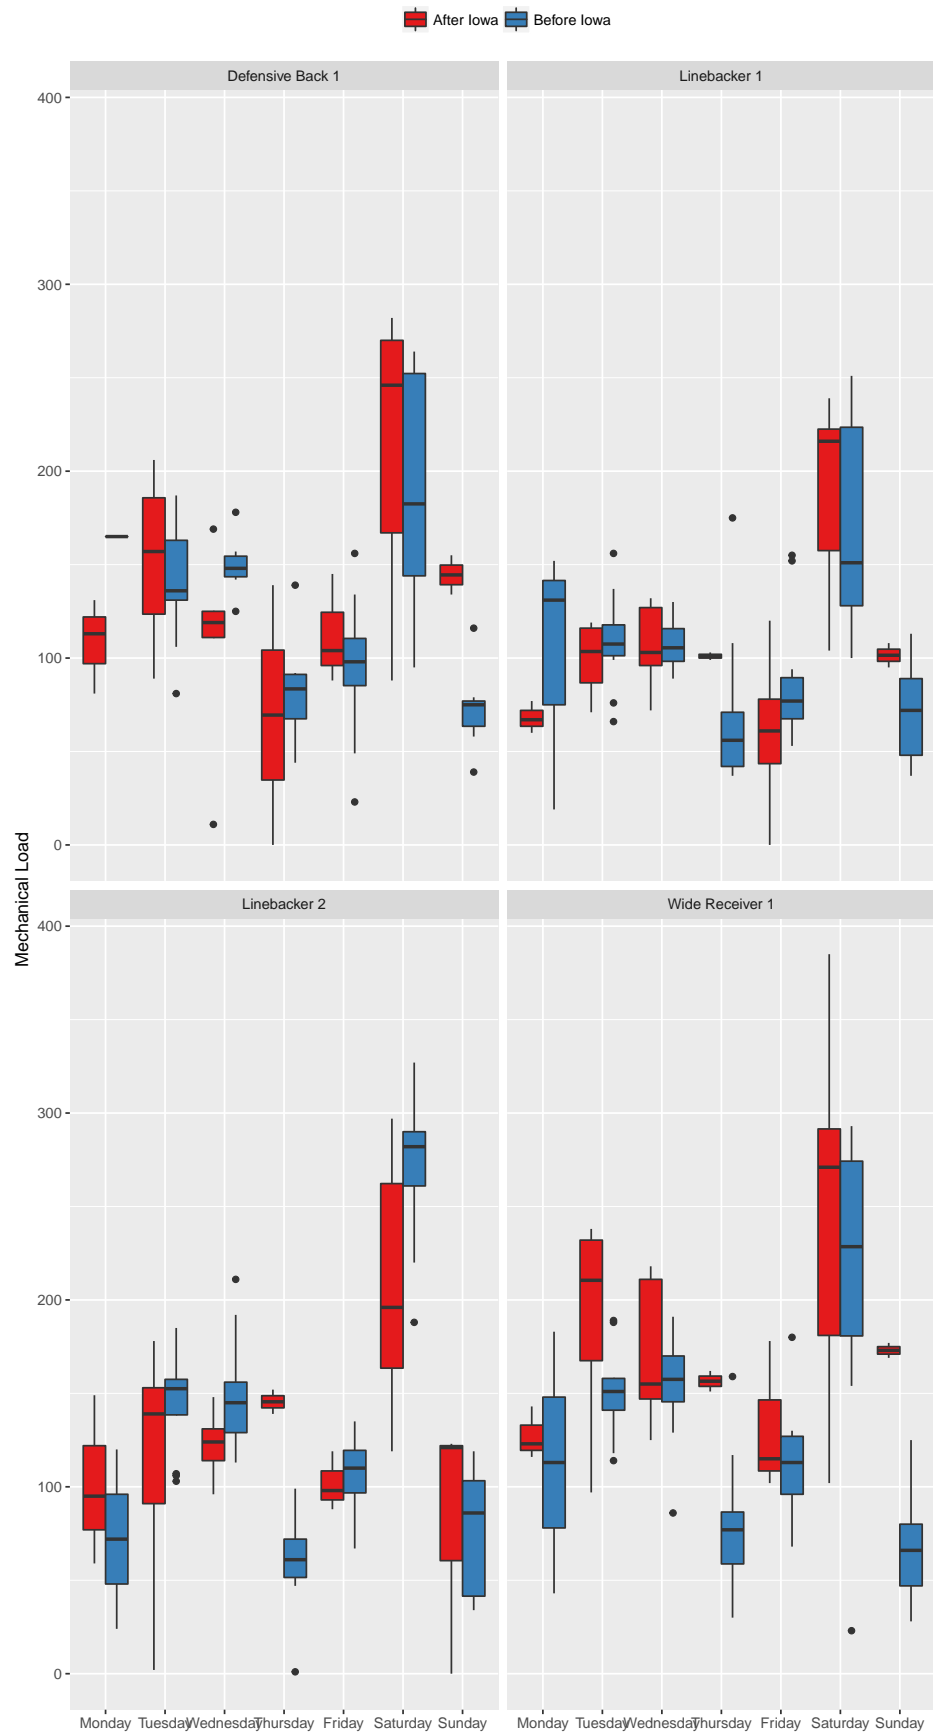 After Iowa Before Iowa
Defensive Back 1 Linebacker 1
400
300
200
100
0
Mechanical Load
Linebacker 2 Wide Receiver 1
400
300
200
100
0
Monday Tuesday Wednesday Thursday Friday Saturday Sunday Monday Tuesday Wednesday Thursday Friday Saturday Sunday